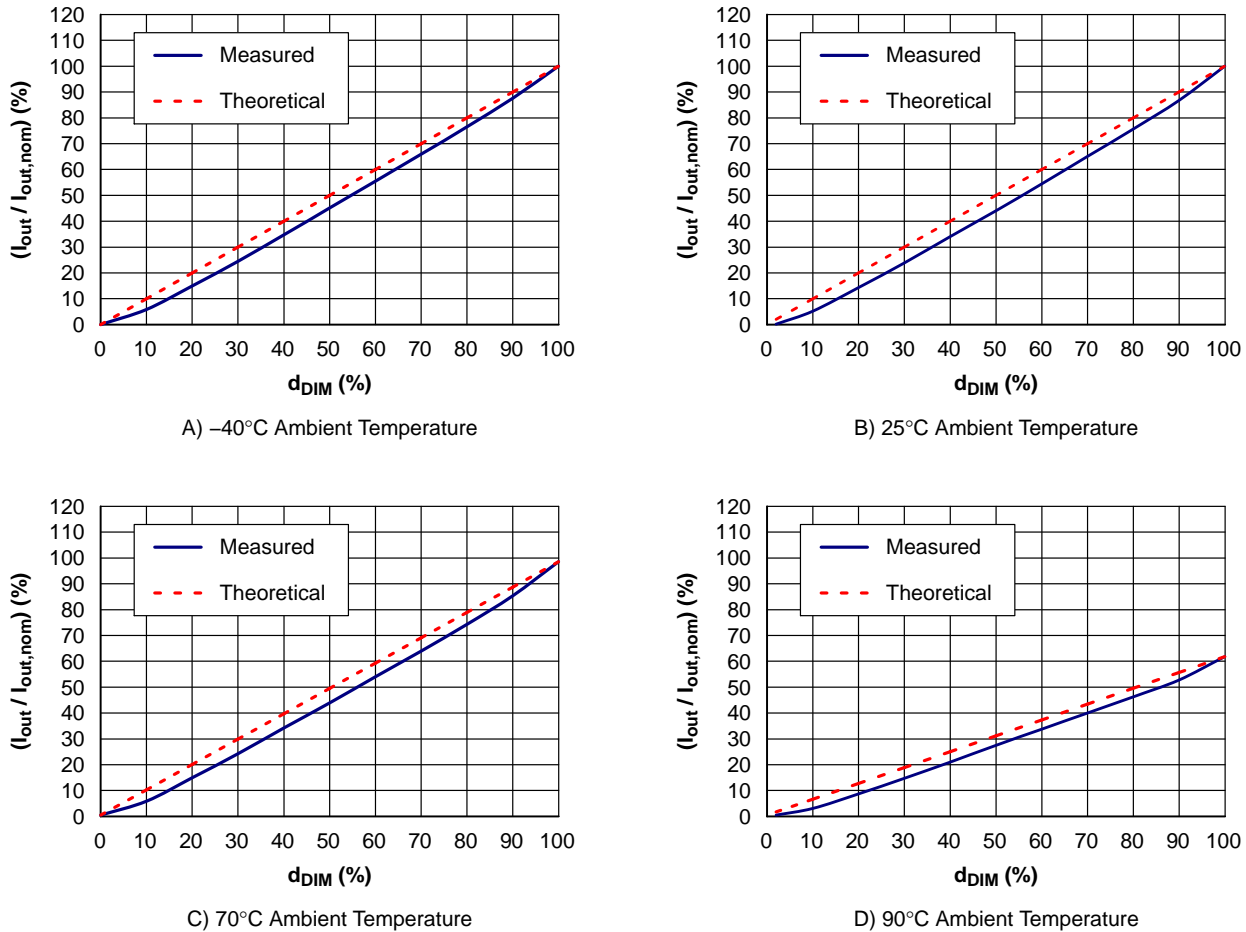 120
110
100
90
80
70
60
50
40
30
20
10
0
(Iout / Iout,nom) (%)
Measured
Theoretical
0 10 20 30 40 50 60 70 80 90 100
dDIM (%)
A) –40°C Ambient Temperature
120
110
100
90
80
70
60
50
40
30
20
10
0
(Iout / Iout,nom) (%)
Measured
Theoretical
0 10 20 30 40 50 60 70 80 90 100
dDIM (%)
B) 25°C Ambient Temperature
120
110
100
90
80
70
60
50
40
30
20
10
0
(Iout / Iout,nom) (%)
Measured
Theoretical
0 10 20 30 40 50 60 70 80 90 100
dDIM (%)
C) 70°C Ambient Temperature
120
110
100
90
80
70
60
50
40
30
20
10
0
(Iout / Iout,nom) (%)
Measured
Theoretical
0 10 20 30 40 50 60 70 80 90 100
dDIM (%)
D) 90°C Ambient Temperature